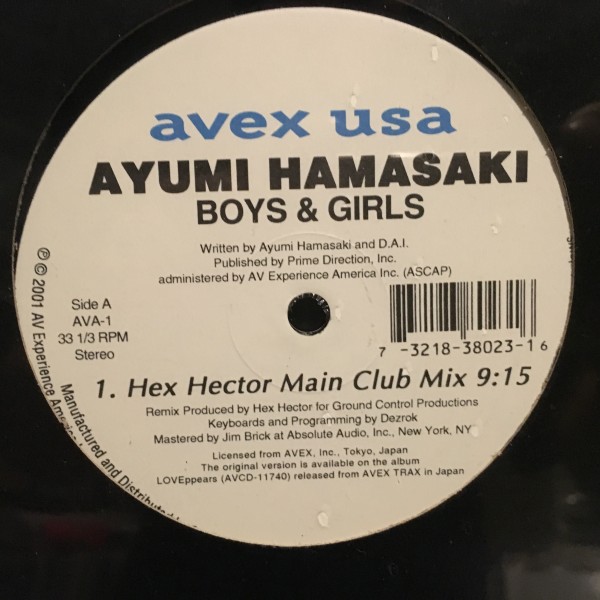 avex usa
AYUMI HAMASAKI
BOYS & GIRLS
Written by Ayumi Hamasaki and D.A.I.
Published by Prime Direction, Inc.
administered by AV Experience America Inc. (ASCAP)
Side A
AVA-1
33 1/3 RPM
Stereo
7 -3218-38023-1 6
1. Hex Hector Main Club Mix 9:15
Remix Produced by Hex Hector for Ground Control Productions
Keyboards and Programming by Dezrok
Mastered by Jim Brick at Absolute Audio, Inc., New York, NY
Licensed from AVEX, Inc., Tokyo, Japan
The original version is available on the album
LOVEppears (AVCD-11740) released from AVEX TRAX in Japan
℗ © 2001 AV Experience America
Manufactured and Distributed